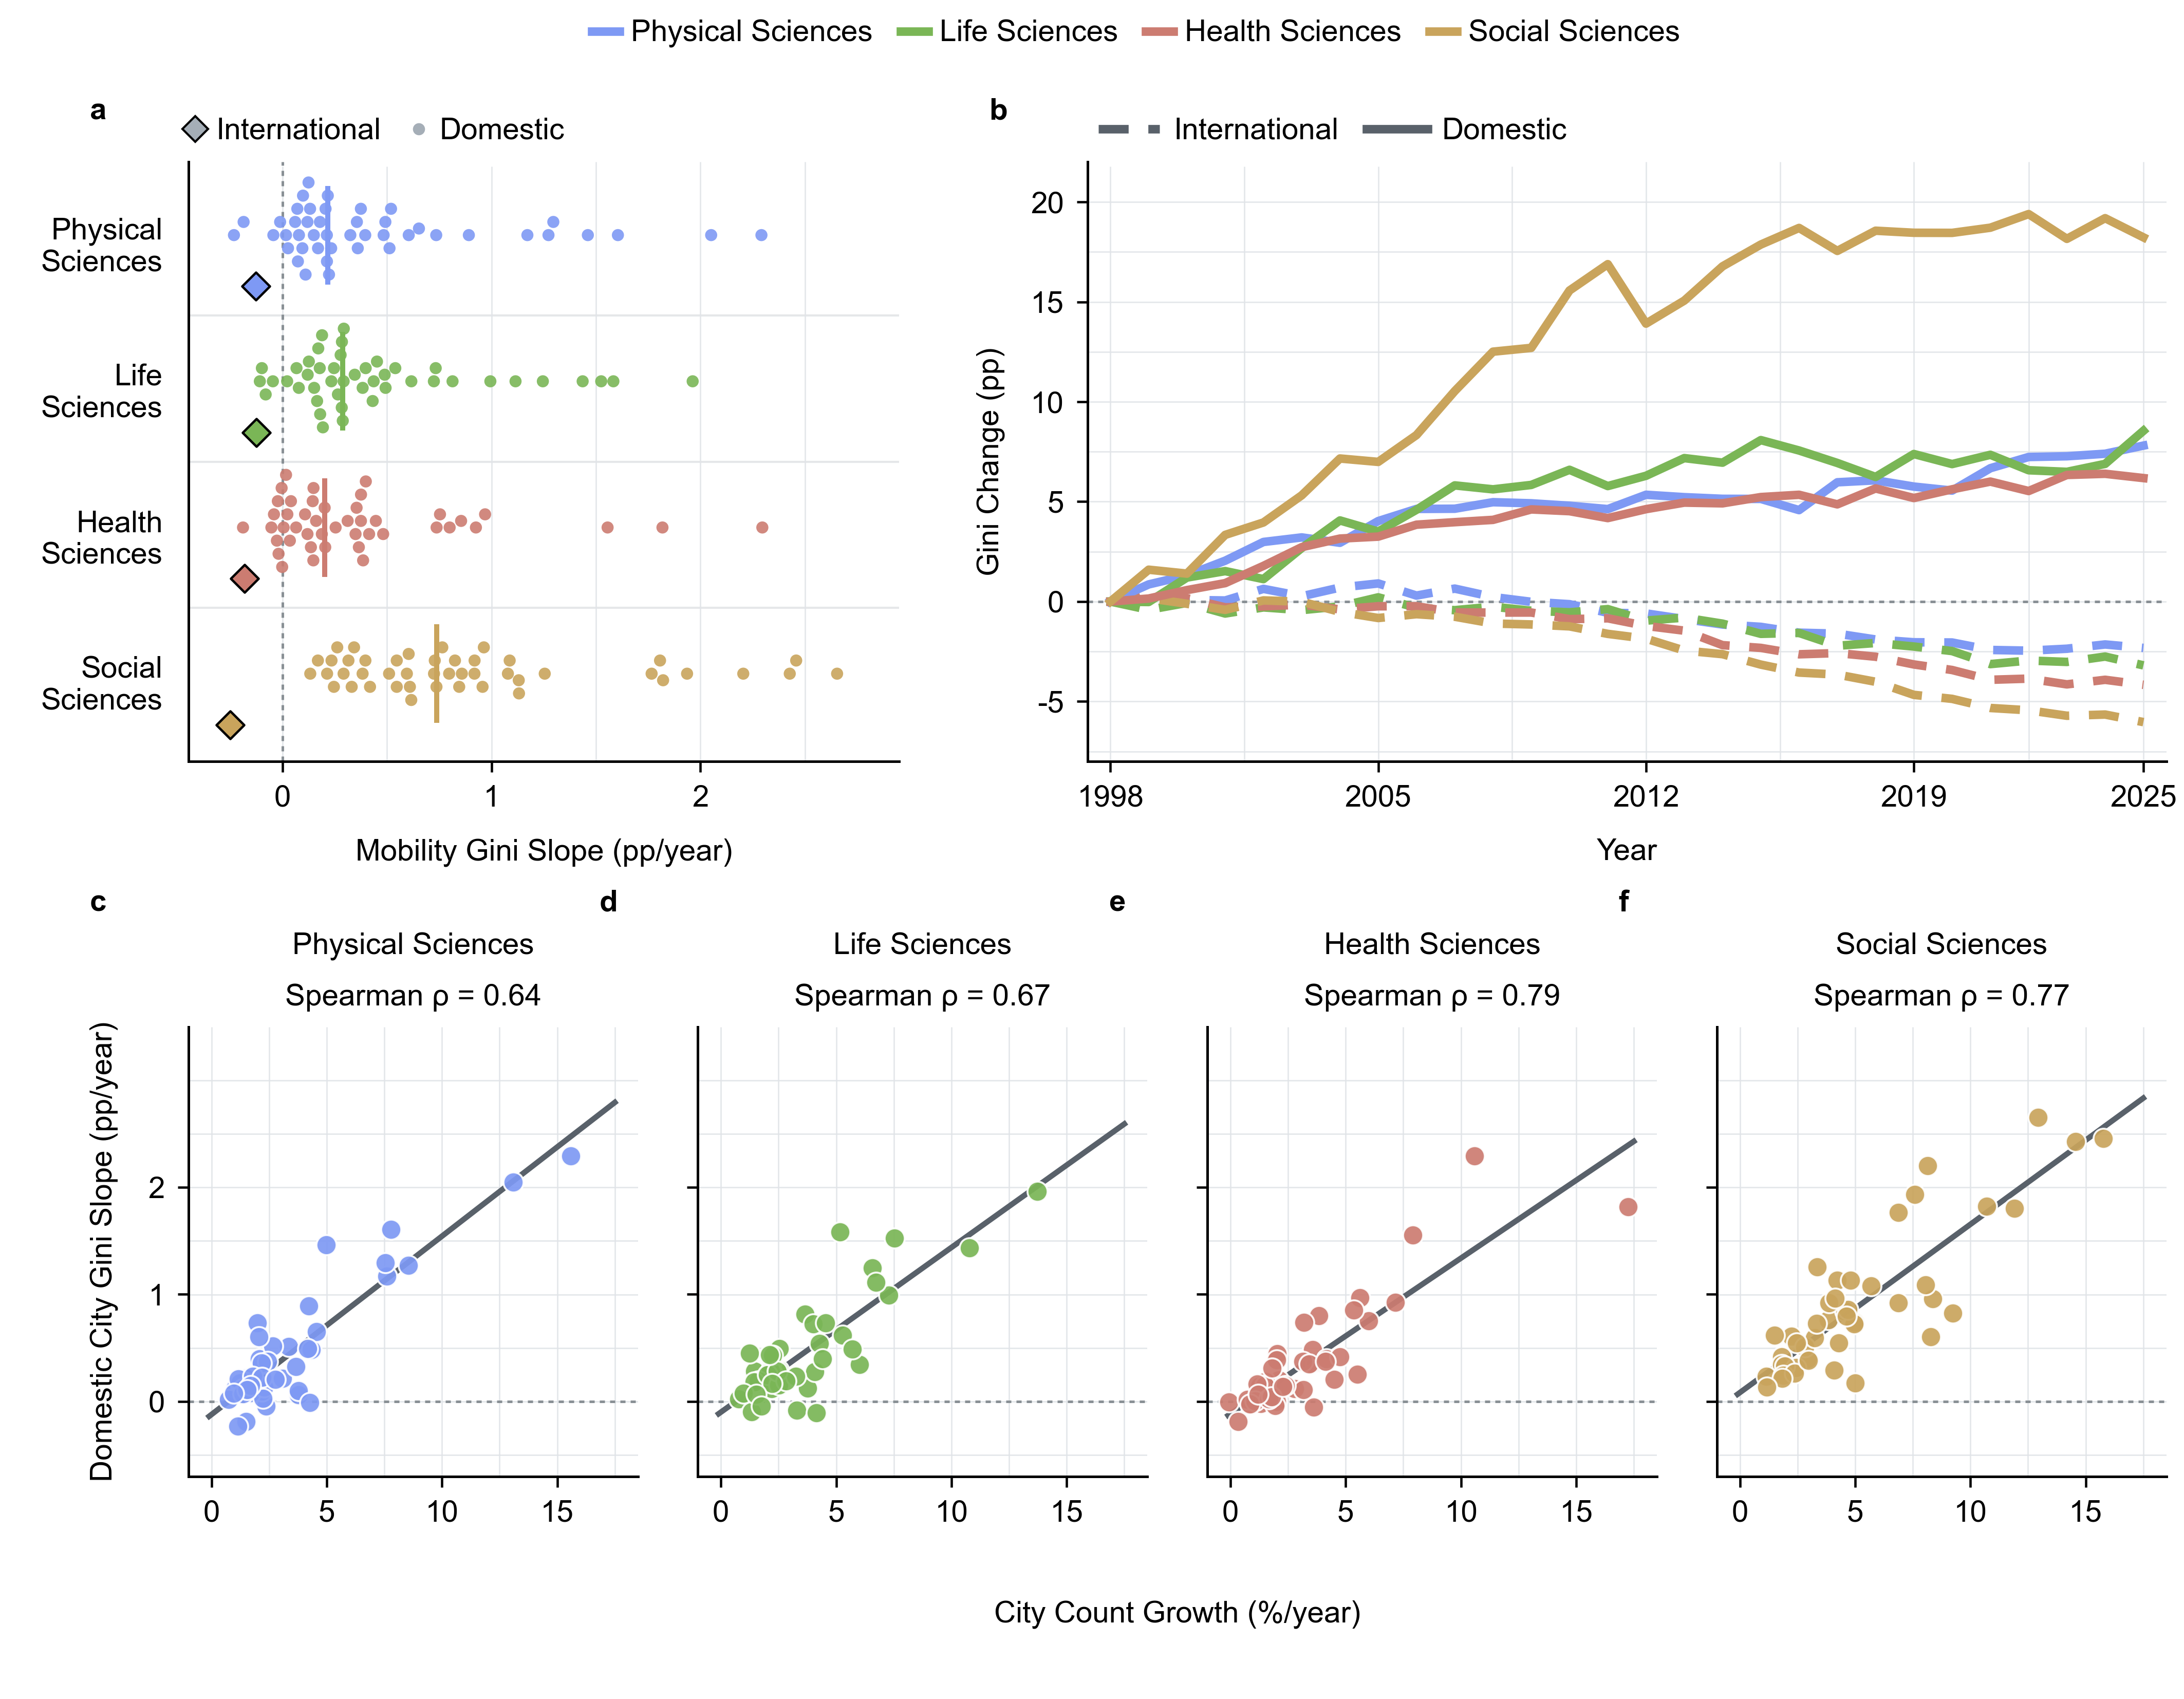 Physical Sciences Life Sciences Health Sciences Social Sciences
a
International Domestic
Physical
Sciences
Life
Sciences
Health
Sciences
Social
Sciences
0 1 2
Mobility Gini Slope (pp/year)
b
International Domestic
Gini Change (pp)
20
15
10
5
0
-5
1998 2005 2012 2019 2025
Year
c
Physical Sciences
Spearman ρ = 0.64
Domestic City Gini Slope (pp/year)
2
1
0
0 5 10 15
d
Life Sciences
Spearman ρ = 0.67
0 5 10 15
e
Health Sciences
Spearman ρ = 0.79
0 5 10 15
f
Social Sciences
Spearman ρ = 0.77
0 5 10 15
City Count Growth (%/year)